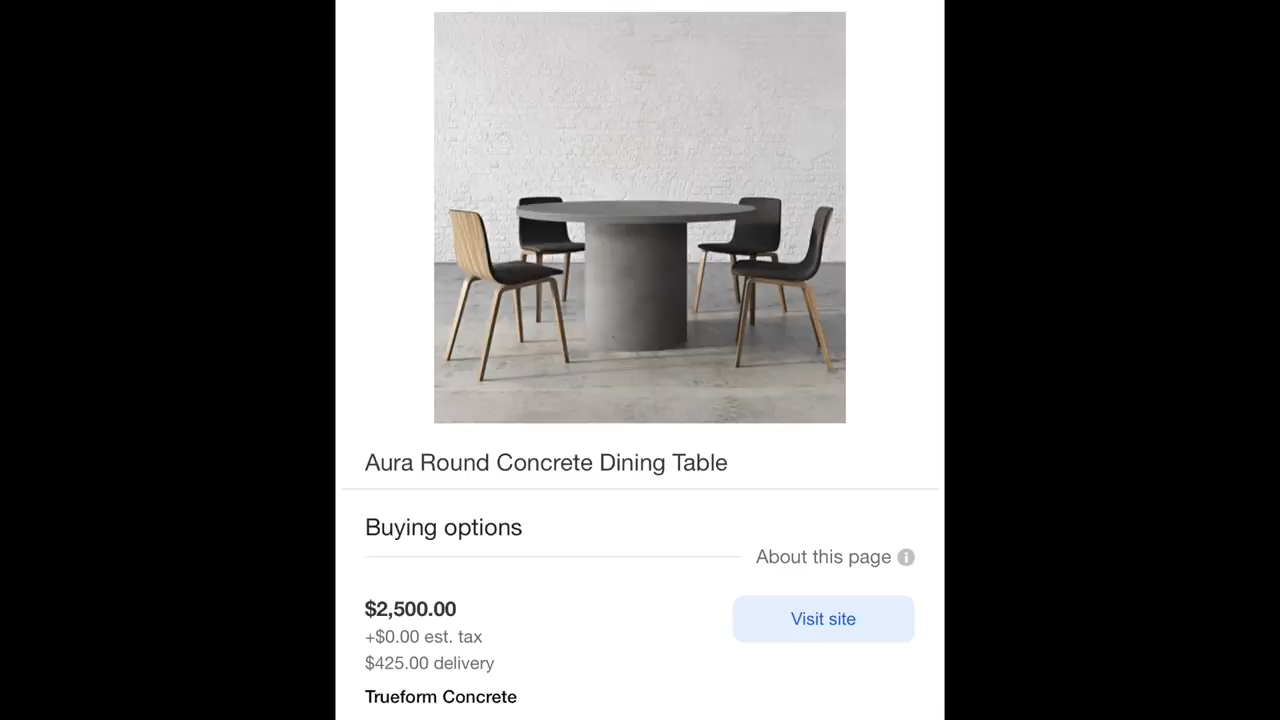 Aura Round Concrete Dining Table
Buying options
About this page
$2,500.00
Visit site
+$0.00 est. tax
$425.00 delivery
Trueform Concrete